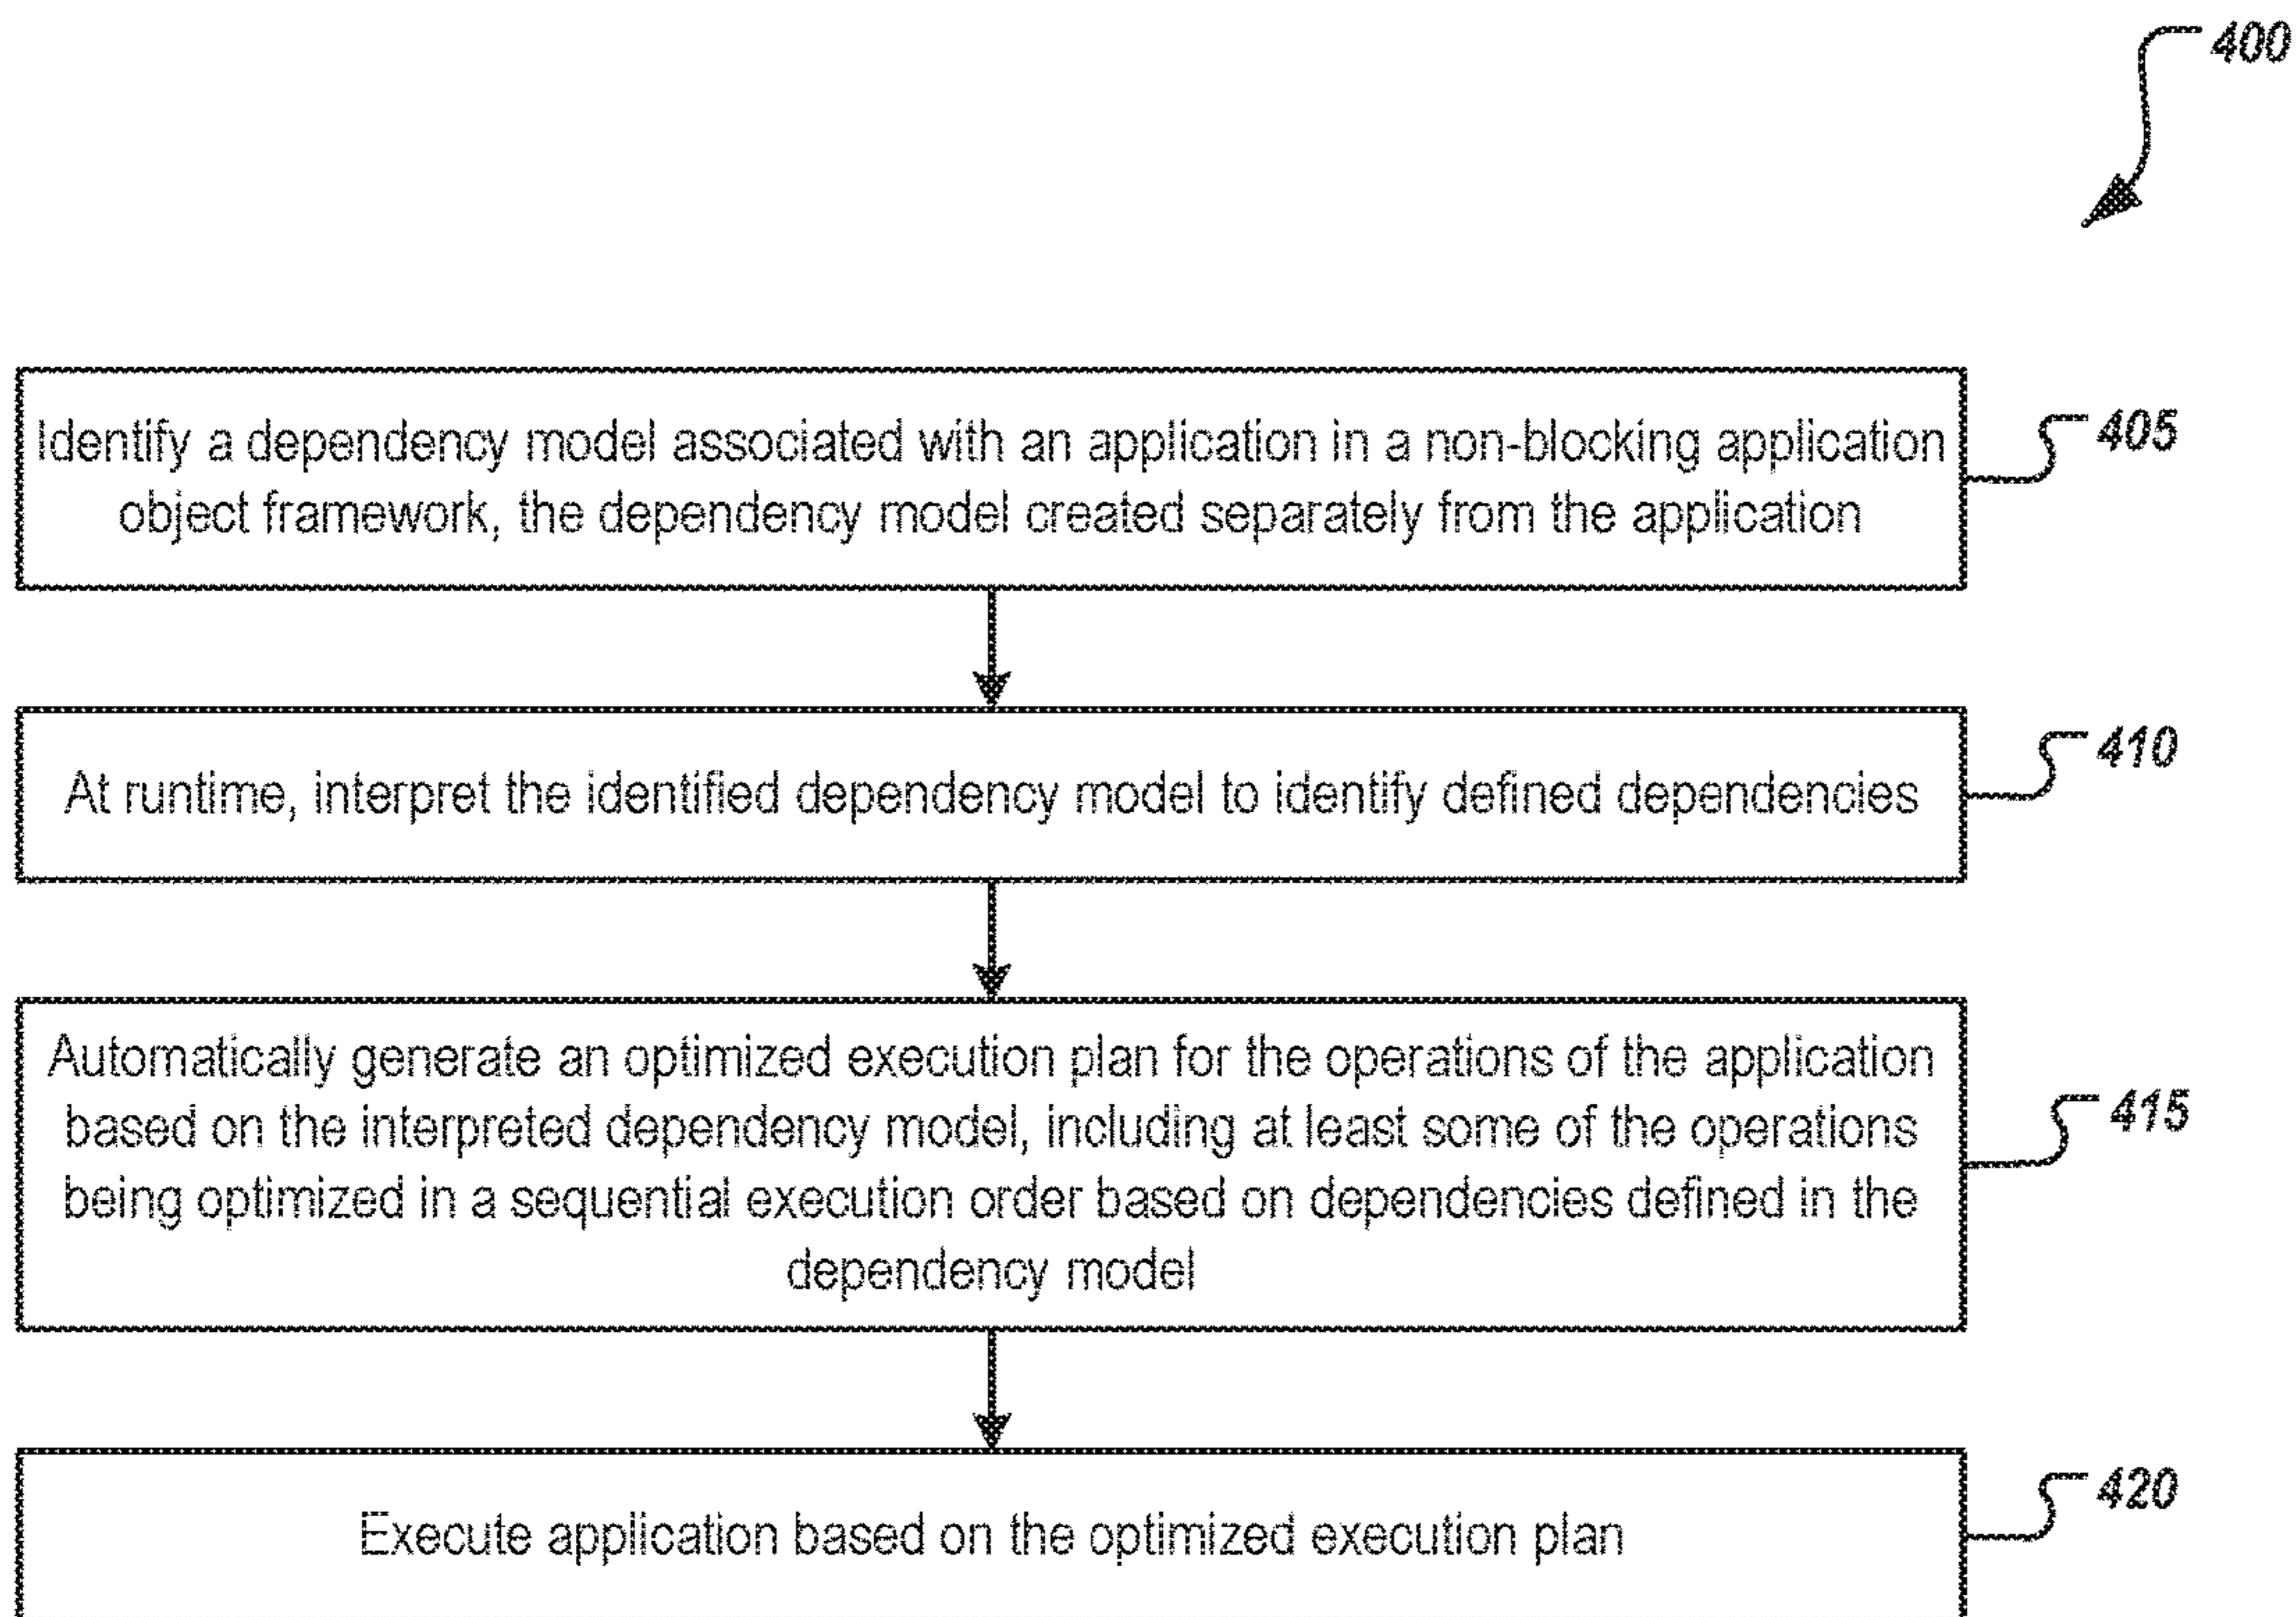 400
Identify a dependency model associated with an application in a non-blocking application
object framework, the dependency model created separately from the application
405
At runtime, interpret the identified dependency model to identify defined dependencies
410
Automatically generate an optimized execution plan for the operations of the application
based on the interpreted dependency model, including at least some of the operations
being optimized in a sequential execution order based on dependencies defined in the
dependency model
415
Execute application based on the optimized execution plan
420